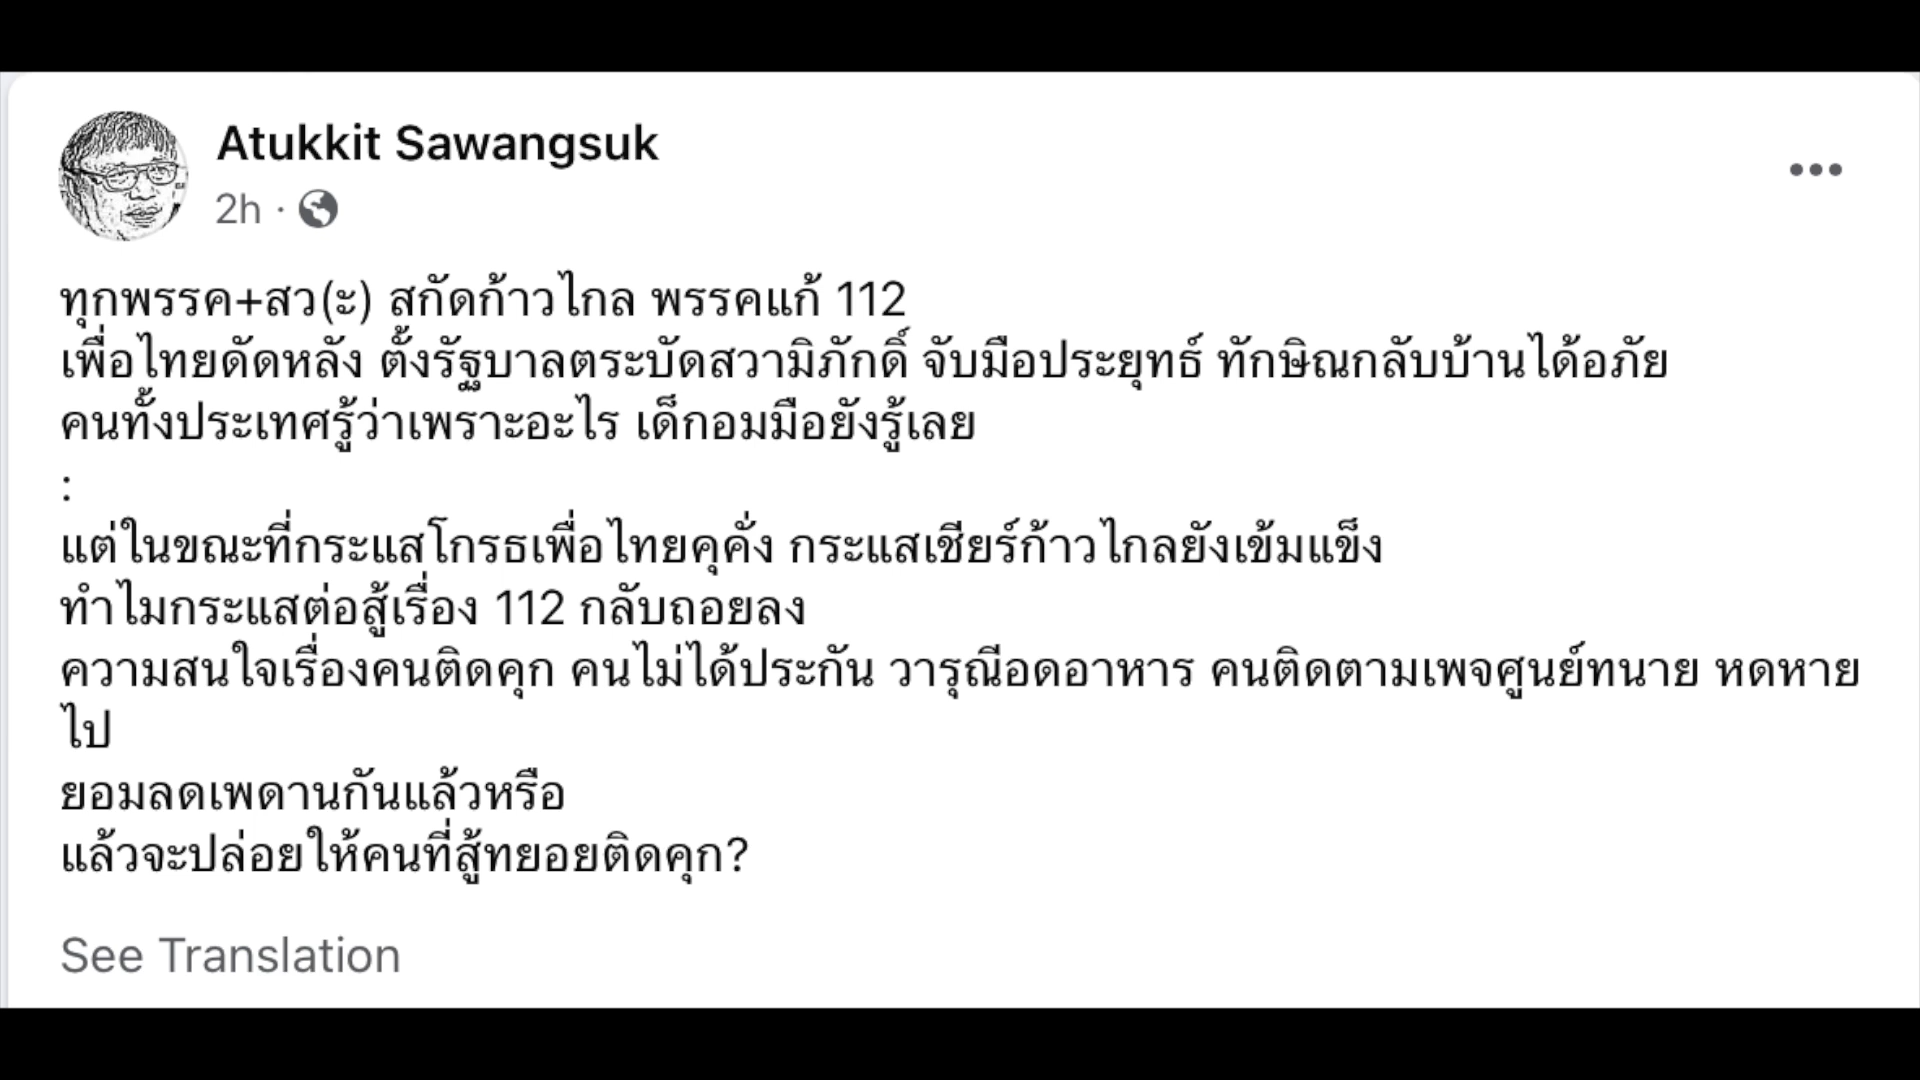 Atukkit Sawangsuk
2h ·
ทุกพรรค+สว(ะ) สกัดก้าวไกล พรรคแก้ 112
เพื่อไทยดัดหลัง ตั้งรัฐบาลตระบัดสวามิภักดิ์ จับมือประยุทธ์ ทักษิณกลับบ้านได้อภัย
คนทั้งประเทศรู้ว่าเพราะอะไร เด็กอมมือยังรู้เลย
:
แต่ในขณะที่กระแสโกรธเพื่อไทยคุคั่ง กระแสเชียร์ก้าวไกลยังเข้มแข็ง
ทำไมกระแสต่อสู้เรื่อง 112 กลับถอยลง
ความสนใจเรื่องคนติดคุก คนไม่ได้ประกัน วารุณีอดอาหาร คนติดตามเพจศูนย์ทนาย หดหาย
ไป
ยอมลดเพดานกันแล้วหรือ
แล้วจะปล่อยให้คนที่สู้ทยอยติดคุก?
See Translation